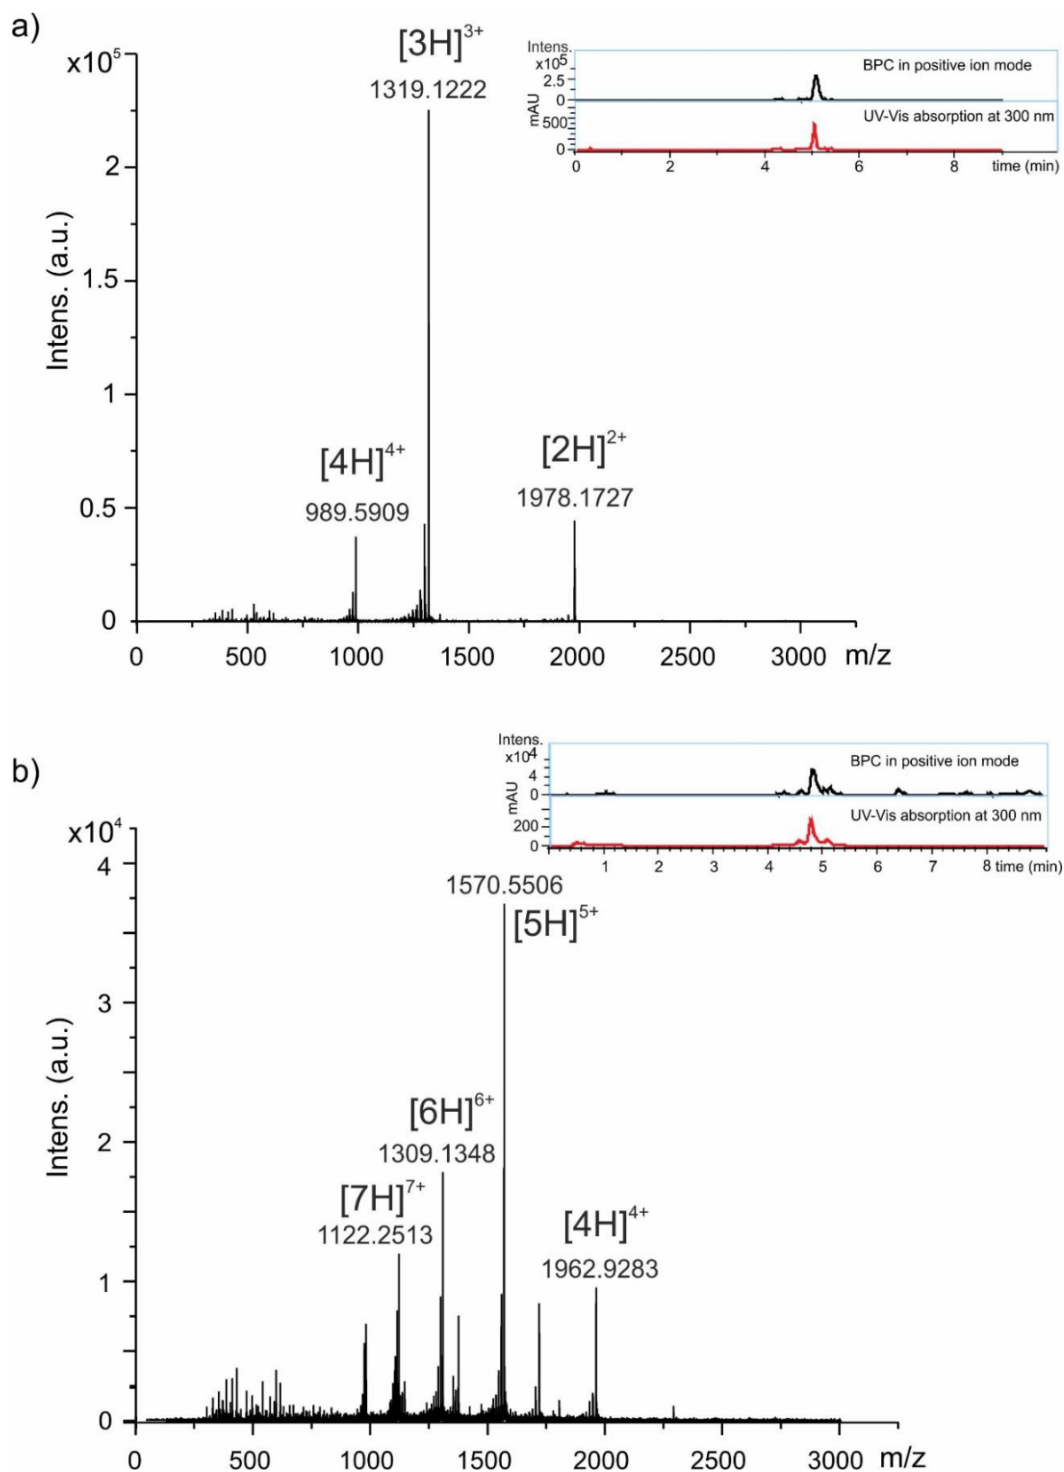 a)
x10⁵
[3H]³⁺
1319.1222
Intens.
x10⁵
2.5
0
mAU
500
0
BPC in positive ion mode
UV-Vis absorption at 300 nm
0 2 4 6 8 time (min)
2
1.5
1
0.5
0
Intens. (a.u.)
[4H]⁴⁺
989.5909
[2H]²⁺
1978.1727
0 500 1000 1500 2000 2500 3000 m/z
b)
x10⁴
Intens.
x10⁴
4
0
mAU
200
0
BPC in positive ion mode
UV-Vis absorption at 300 nm
1 2 3 4 5 6 7 8 time (min)
4
3
2
1
0
Intens. (a.u.)
1570.5506
[5H]⁵⁺
[6H]⁶⁺
1309.1348
[7H]⁷⁺
1122.2513
[4H]⁴⁺
1962.9283
0 500 1000 1500 2000 2500 3000 m/z